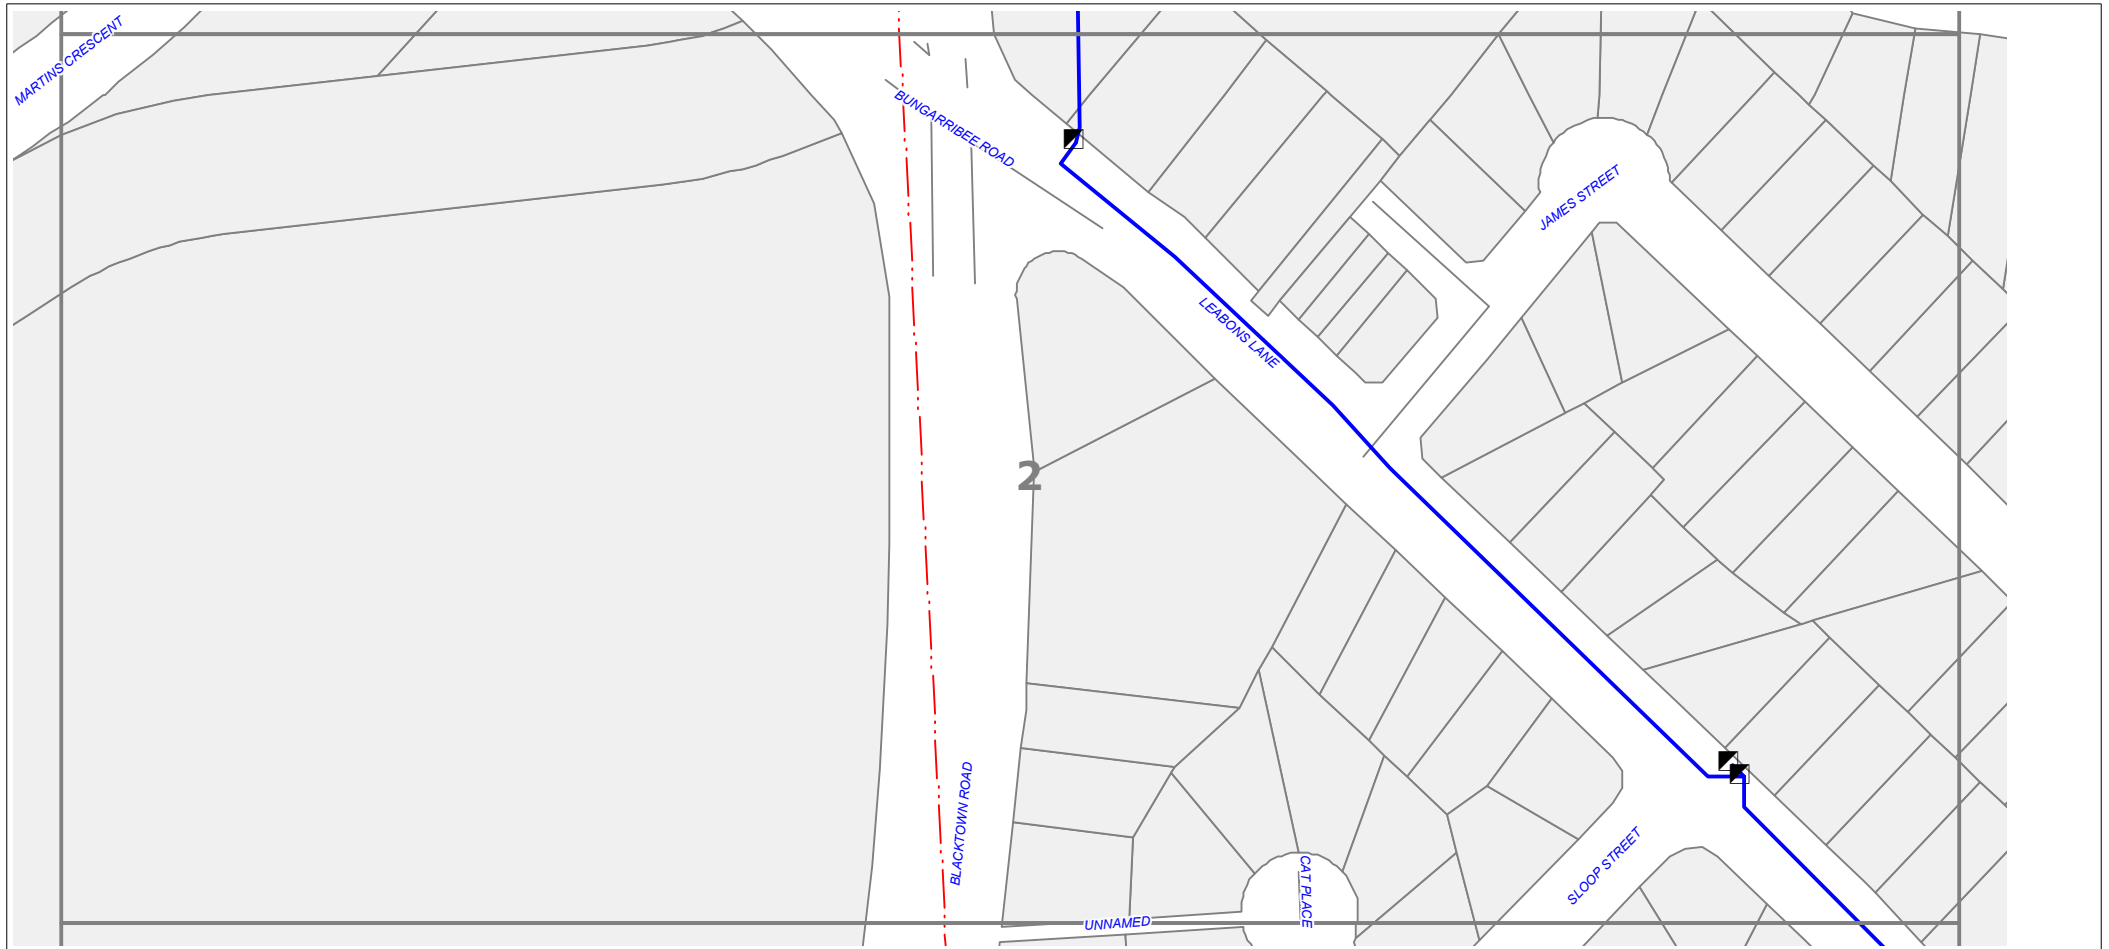 MARTINS CRESCENT
BUNGARRIBEE ROAD
JAMES STREET
LEABONS LANE
2
BLACKTOWN ROAD
SLOOP STREET
CAT PLACE
UNNAMED